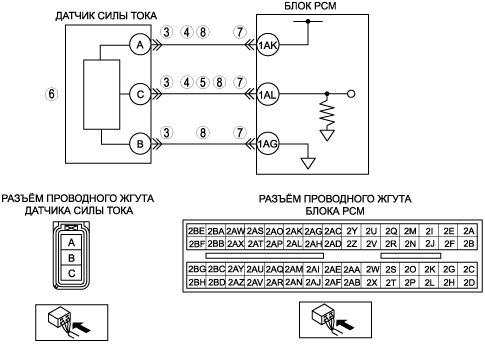 ДАТЧИК СИЛЫ ТОКА
БЛОК PCM
A 3 4 8 7 1AK
6 C 3 4 5 8 7 1AL
B 3 8 7 1AG
РАЗЪЁМ ПРОВОДНОГО ЖГУТА
ДАТЧИКА СИЛЫ ТОКА
РАЗЪЁМ ПРОВОДНОГО ЖГУТА
БЛОКА PCM
A
B
C
2BE 2BA 2AW 2AS 2AO 2AK 2AG 2AC 2Y 2U 2Q 2M 2I 2E 2A
2BF 2BB 2AX 2AT 2AP 2AL 2AH 2AD 2Z 2V 2R 2N 2J 2F 2B
2BG 2BC 2AY 2AU 2AQ 2AM 2AI 2AE 2AA 2W 2S 2O 2K 2G 2C
2BH 2BD 2AZ 2AV 2AR 2AN 2AJ 2AF 2AB 2X 2T 2P 2L 2H 2D